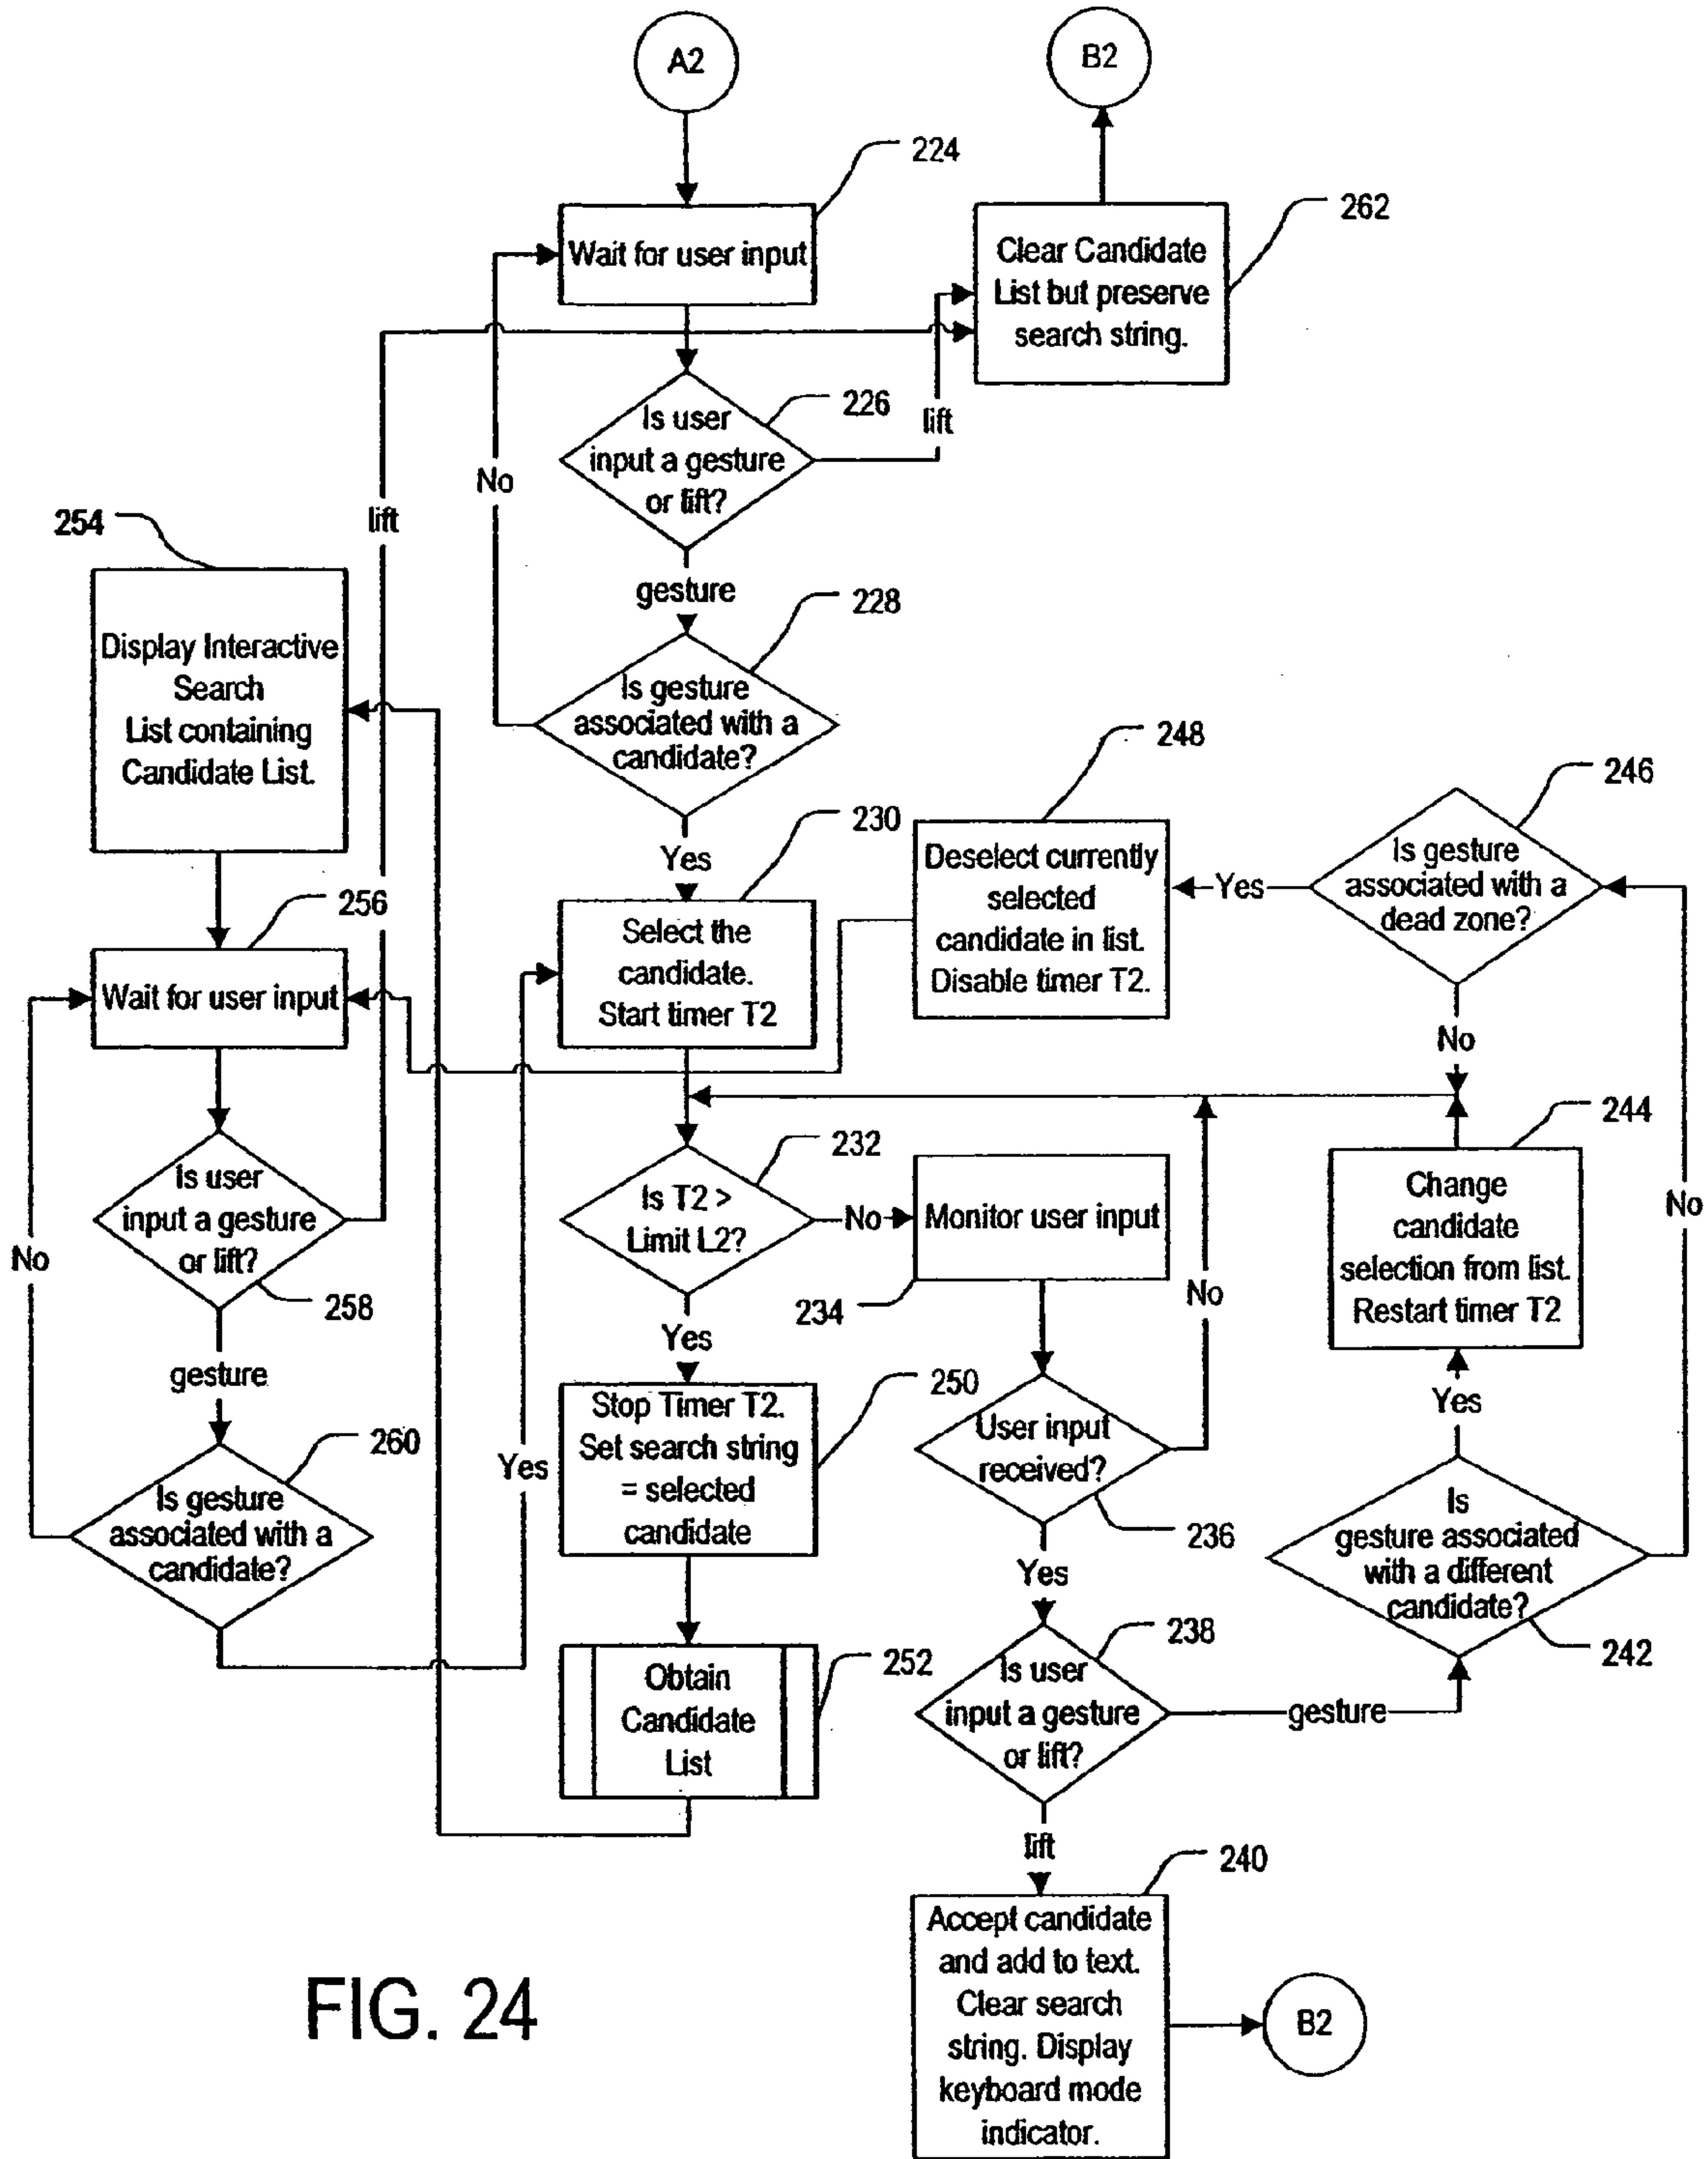 A2
B2
224
Wait for user input
262
Clear Candidate
List but preserve
search string.
226
Is user
input a gesture
or lift?
lift
No
lift
254
gesture
228
Display Interactive
Search
List containing
Candidate List.
Is gesture
associated with a
candidate?
248
246
Yes
230
Deselect currently
selected
candidate in list.
Disable timer T2.
Yes
Is gesture
associated with a
dead zone?
256
Select the
candidate.
Start timer T2
Wait for user input
No
244
232
Is user
input a gesture
or lift?
Is T2 >
Limit L2?
No
Monitor user input
Change
candidate
selection from list.
Restart timer T2
No
No
258
234
No
Yes
gesture
250
Stop Timer T2.
Set search string
= selected
candidate
Yes
User input
received?
260
Yes
Is gesture
associated with a
candidate?
Is
gesture associated
with a different
candidate?
236
Yes
238
242
252
Obtain
Candidate
List
Is user
input a gesture
or lift?
gesture
lift
240
Accept candidate
and add to text.
Clear search
string. Display
keyboard mode
indicator.
B2
FIG. 24